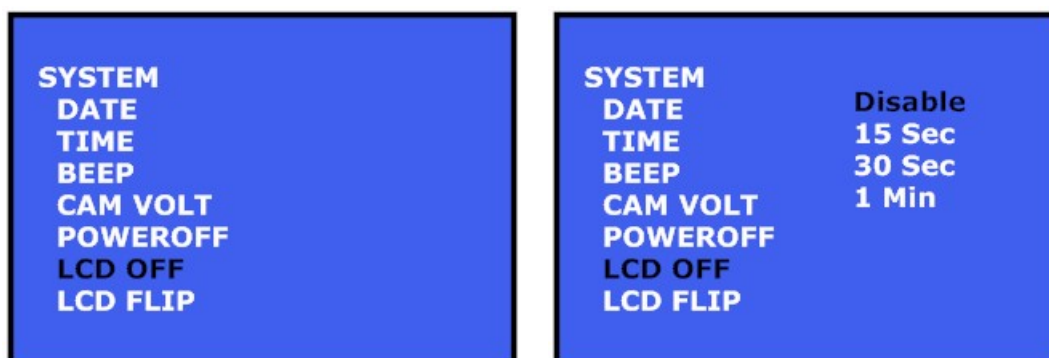 SYSTEM
DATE
TIME
BEEP
CAM VOLT
POWEROFF
LCD OFF
LCD FLIP
SYSTEM
DATE
TIME
BEEP
CAM VOLT
POWEROFF
LCD OFF
LCD FLIP
Disable
15 Sec
30 Sec
1 Min